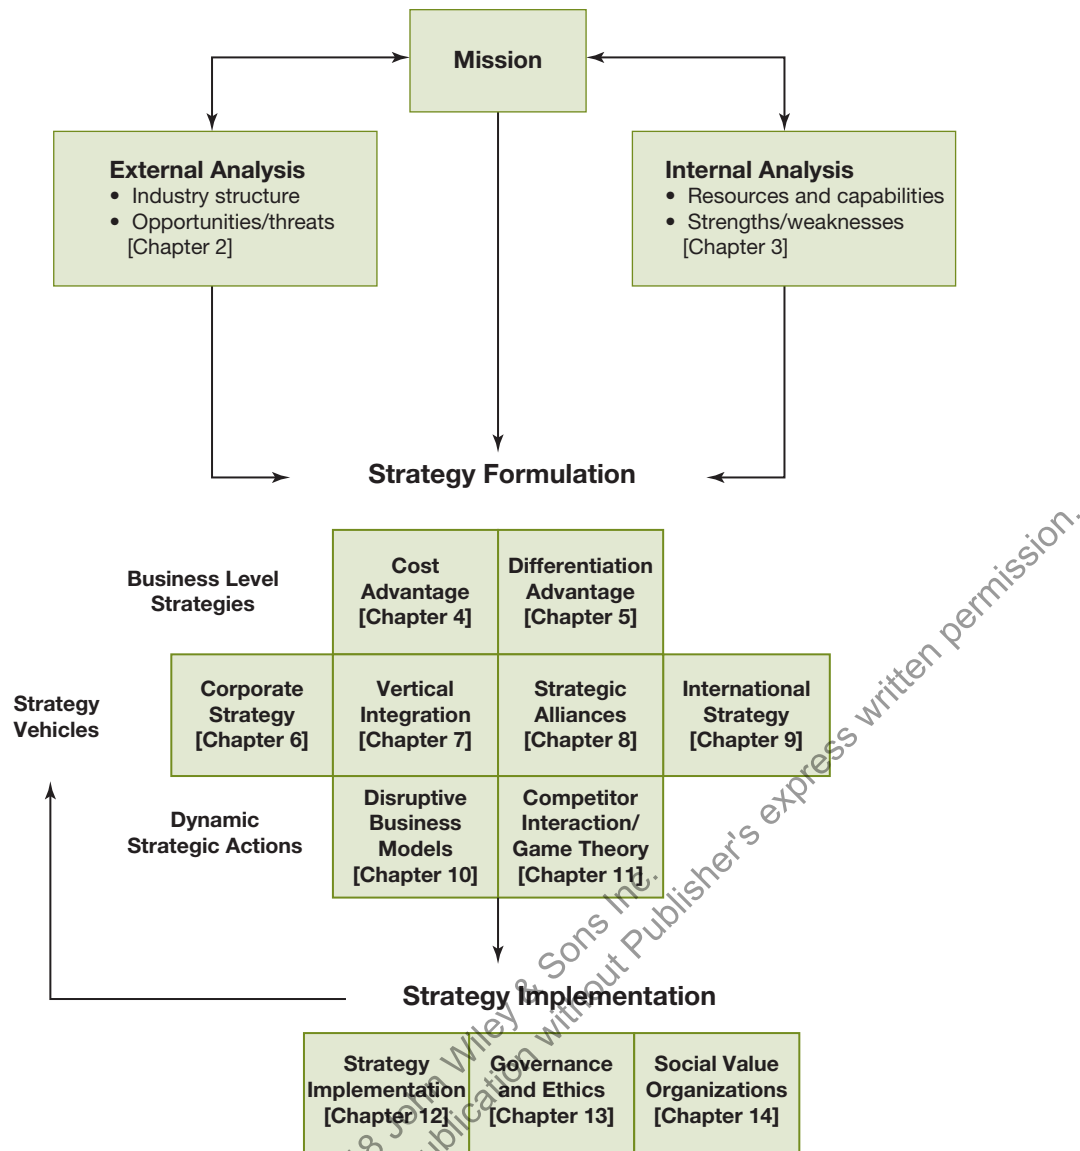 Mission
External Analysis
• Industry structure
• Opportunities/threats
[Chapter 2]
Internal Analysis
• Resources and capabilities
• Strengths/weaknesses
[Chapter 3]
Strategy Formulation
Business Level
Strategies
Cost
Advantage
[Chapter 4]
Differentiation
Advantage
[Chapter 5]
Strategy
Vehicles
Corporate
Strategy
[Chapter 6]
Vertical
Integration
[Chapter 7]
Strategic
Alliances
[Chapter 8]
International
Strategy
[Chapter 9]
Dynamic
Strategic Actions
Disruptive
Business
Models
[Chapter 10]
Competitor
Interaction/
Game Theory
[Chapter 11]
Strategy Implementation
Strategy
Implementation
[Chapter 12]
Governance
and Ethics
[Chapter 13]
Social Value
Organizations
[Chapter 14]
John Wiley & Sons Inc.
without Publisher's express written permission.